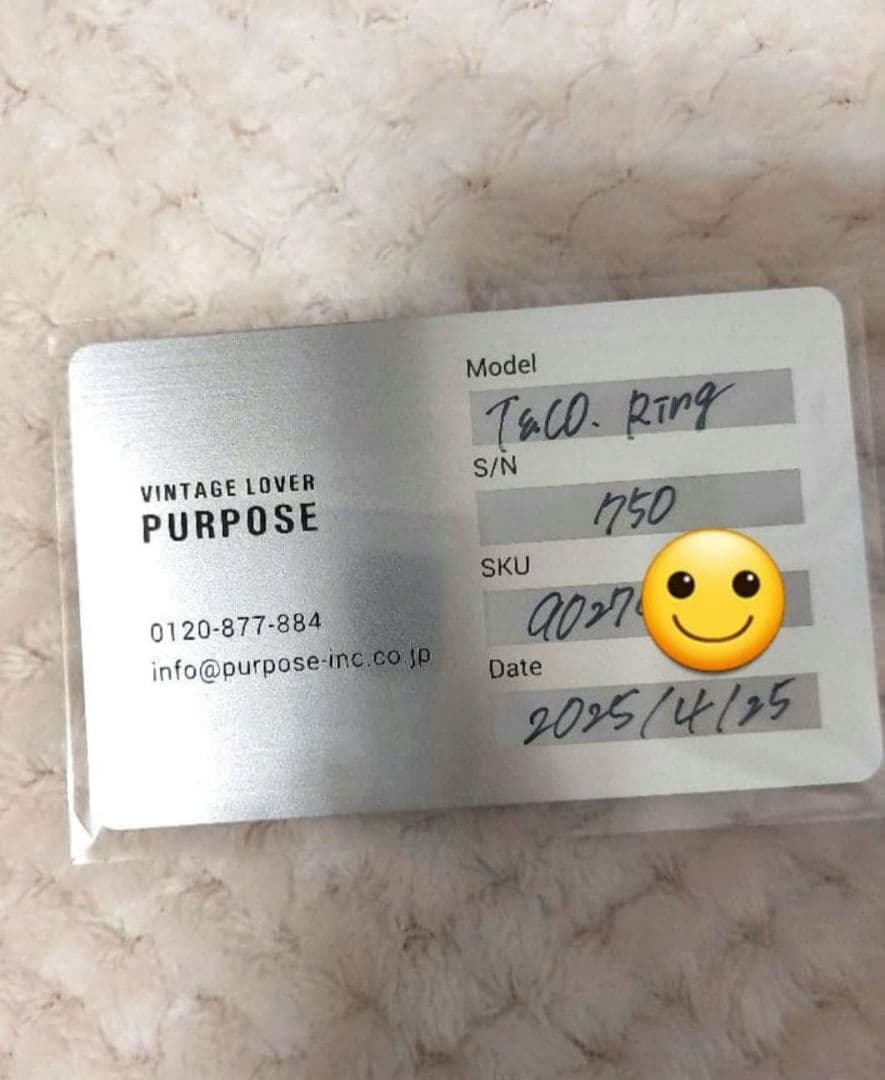 VINTAGE LOVER
PURPOSE
0120-877-884
info@purpose-inc.co.jp
Model
T&CO. Ring
S/N
750
SKU
Date
2025/4/25